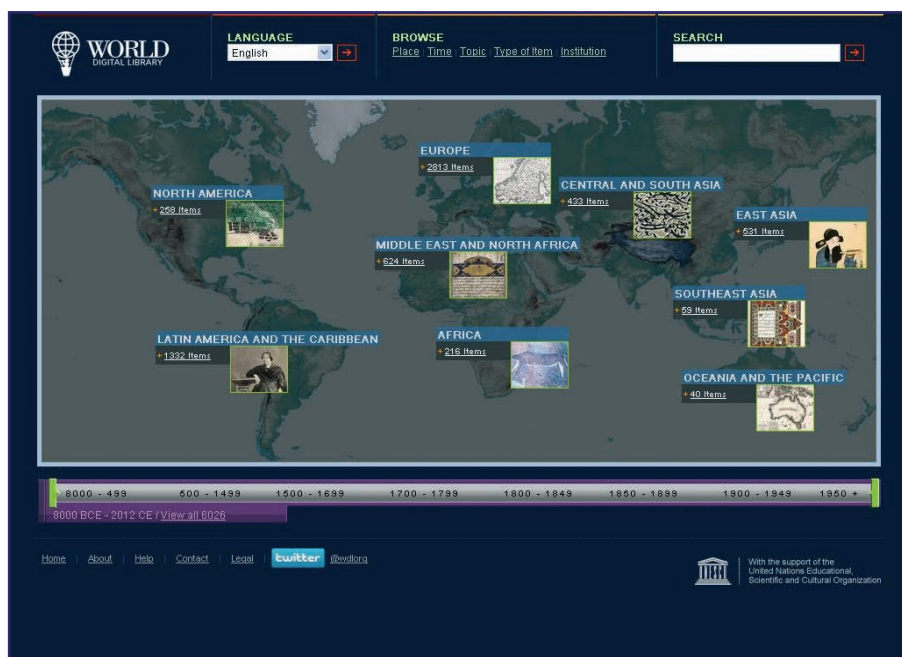 WORLD
DIGITAL LIBRARY
LANGUAGE
English
BROWSE
Place | Time | Topic | Type of Item | Institution
SEARCH
EUROPE
+ 2813 Items
CENTRAL AND SOUTH ASIA
+ 433 Items
NORTH AMERICA
+ 258 Items
EAST ASIA
+ 531 Items
MIDDLE EAST AND NORTH AFRICA
+ 624 Items
SOUTHEAST ASIA
+ 59 Items
LATIN AMERICA AND THE CARIBBEAN
+ 1332 Items
AFRICA
+ 216 Items
OCEANIA AND THE PACIFIC
+ 40 Items
8000 - 499 500 - 1499 1500 - 1699 1700 - 1799 1800 - 1849 1850 - 1899 1900 - 1949 1950 +
8000 BCE - 2012 CE / View all 6026
Home | About | Help | Contact | Legal | twitter @wdlorg
With the support of the
United Nations Educational,
Scientific and Cultural Organization